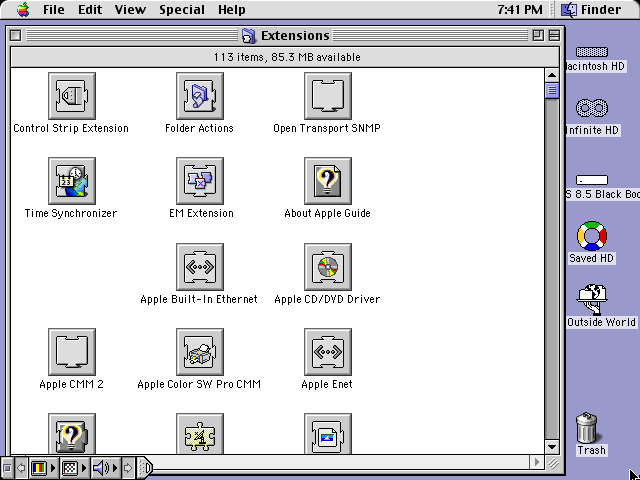 File Edit View Special Help 7:41 PM Finder
Extensions
113 items, 85.3 MB available
Control Strip Extension
Folder Actions
Open Transport SNMP
Time Synchronizer
23
EM Extension
About Apple Guide
Apple Built-In Ethernet
Apple CD/DVD Driver
Apple CMM 2
Apple Color SW Pro CMM
Apple Enet
acintosh HD
Infinite HD
S 8.5 Black Boo
Saved HD
Outside World
Trash